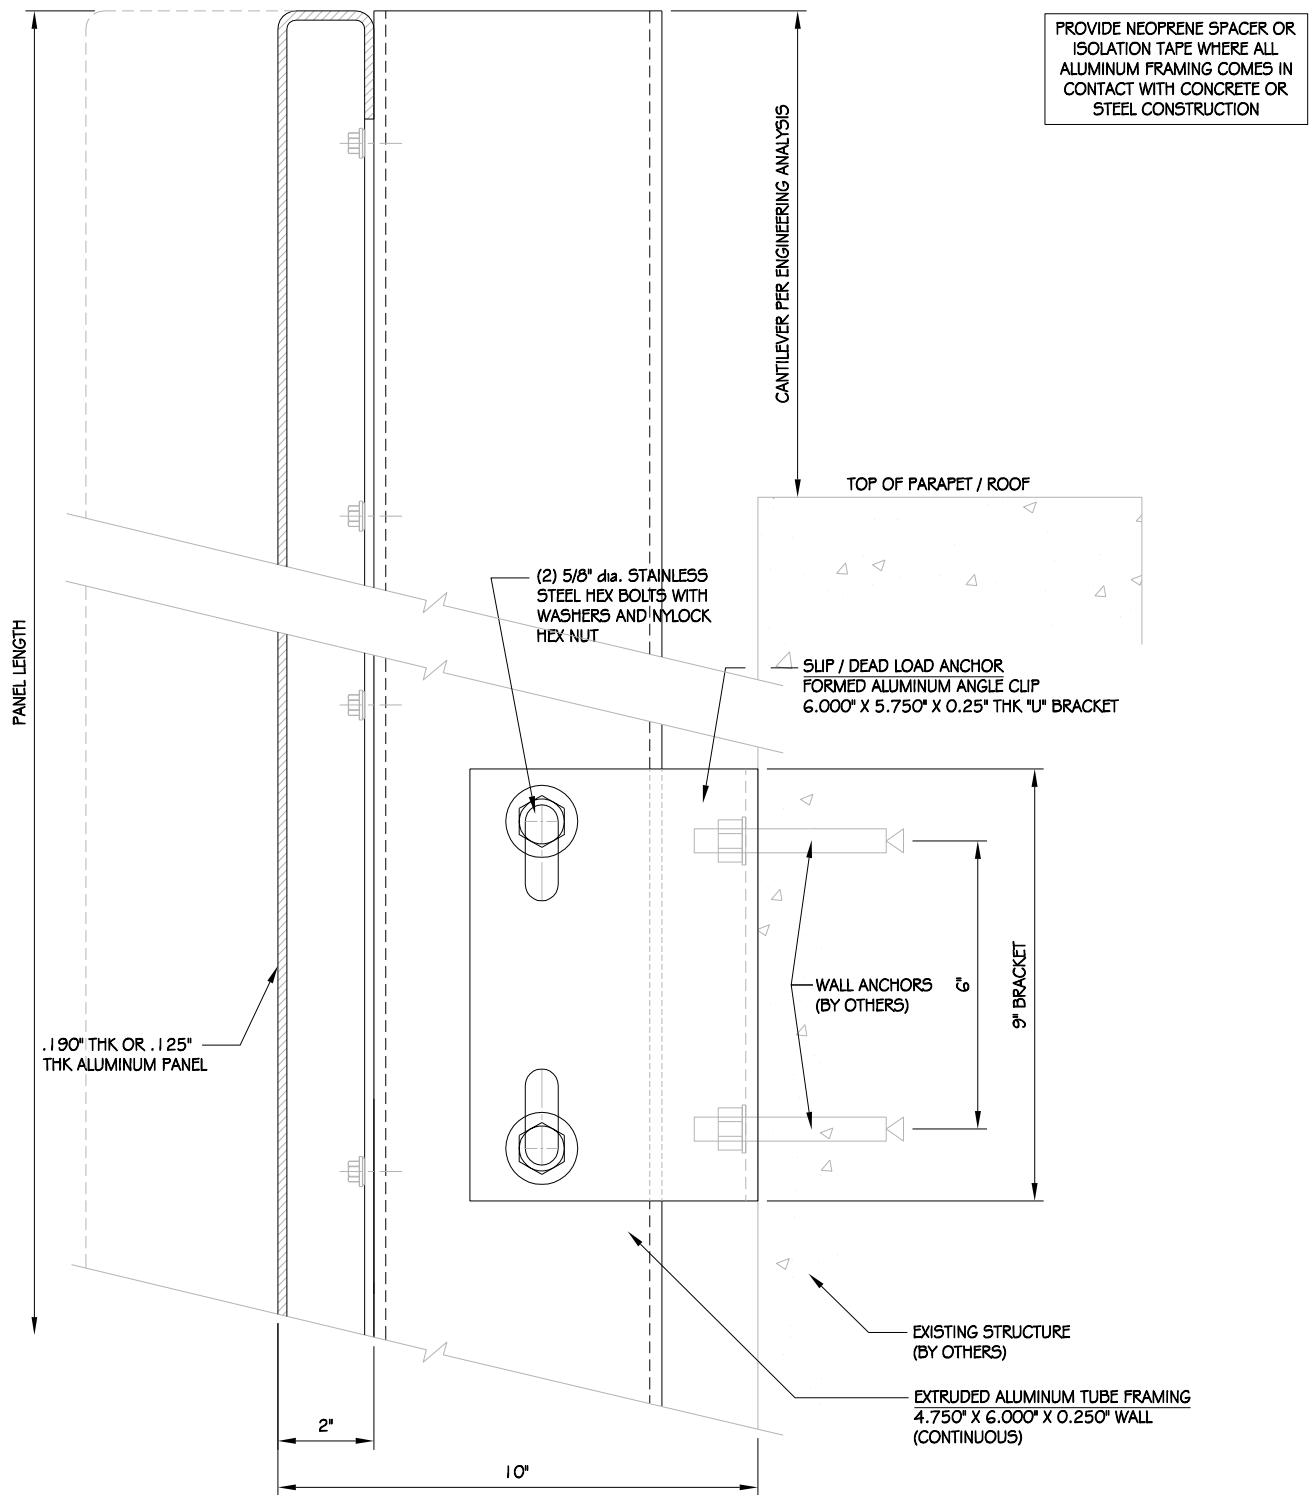 PROVIDE NEOPRENE SPACER OR
ISOLATION TAPE WHERE ALL
ALUMINUM FRAMING COMES IN
CONTACT WITH CONCRETE OR
STEEL CONSTRUCTION
CANTILEVER PER ENGINEERING ANALYSIS
TOP OF PARAPET / ROOF
(2) 5/8" dia. STAINLESS
STEEL HEX BOLTS WITH
WASHERS AND NYLOCK
HEX NUT
PANEL LENGTH
SLIP / DEAD LOAD ANCHOR
FORMED ALUMINUM ANGLE CLIP
6.000" X 5.750" X 0.25" THK "U" BRACKET
WALL ANCHORS
(BY OTHERS)
6"
9" BRACKET
.190" THK OR .125"
THK ALUMINUM PANEL
EXISTING STRUCTURE
(BY OTHERS)
EXTRUDED ALUMINUM TUBE FRAMING
4.750" X 6.000" X 0.250" WALL
(CONTINUOUS)
2"
10"